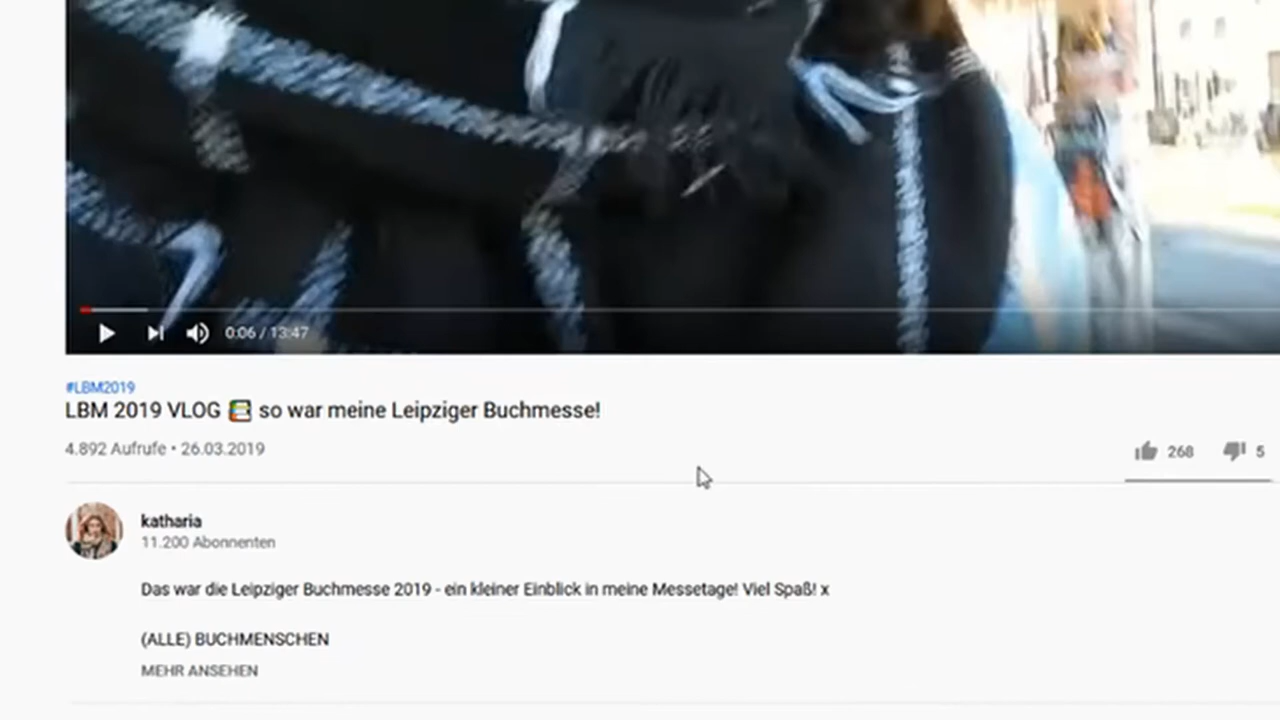 0:06 / 13:47
#LBM2019
LBM 2019 VLOG 📚 so war meine Leipziger Buchmesse!
4.892 Aufrufe • 26.03.2019
268 5
katharia
11.200 Abonnenten
Das war die Leipziger Buchmesse 2019 - ein kleiner Einblick in meine Messetage! Viel Spaß! x
(ALLE) BUCHMENSCHEN
MEHR ANSEHEN